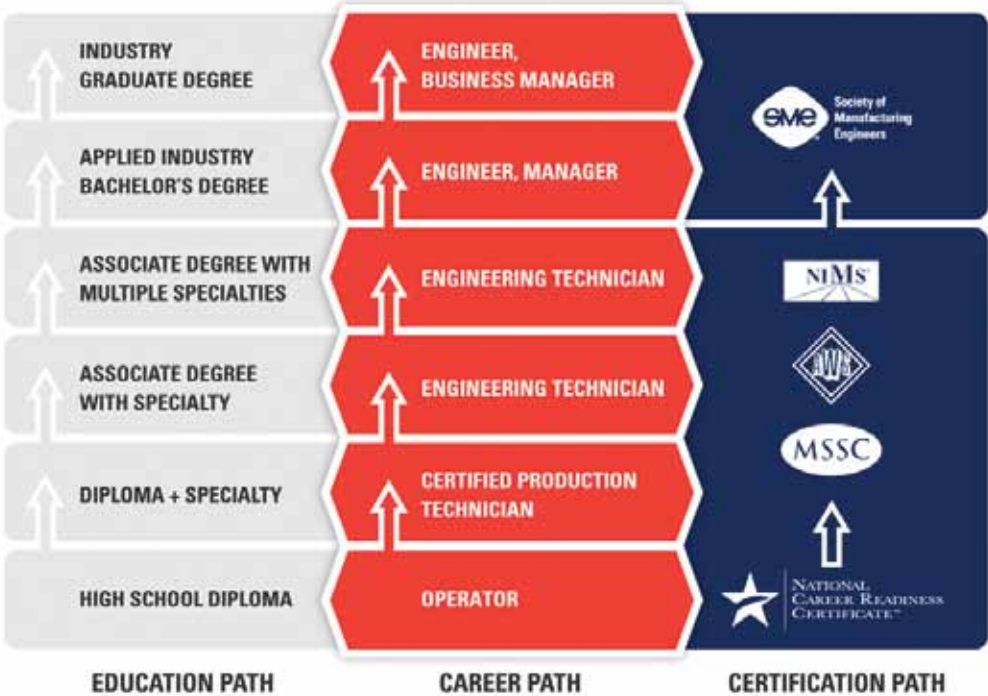 INDUSTRY
GRADUATE DEGREE
ENGINEER,
BUSINESS MANAGER
sme
Society of
Manufacturing
Engineers
APPLIED INDUSTRY
BACHELOR'S DEGREE
ENGINEER, MANAGER
ASSOCIATE DEGREE WITH
MULTIPLE SPECIALTIES
ENGINEERING TECHNICIAN
NIMS
ASSOCIATE DEGREE
WITH SPECIALTY
ENGINEERING TECHNICIAN
AWS
MSSC
DIPLOMA + SPECIALTY
CERTIFIED PRODUCTION
TECHNICIAN
HIGH SCHOOL DIPLOMA
OPERATOR
NATIONAL
CAREER READINESS
CERTIFICATE™
EDUCATION PATH
CAREER PATH
CERTIFICATION PATH